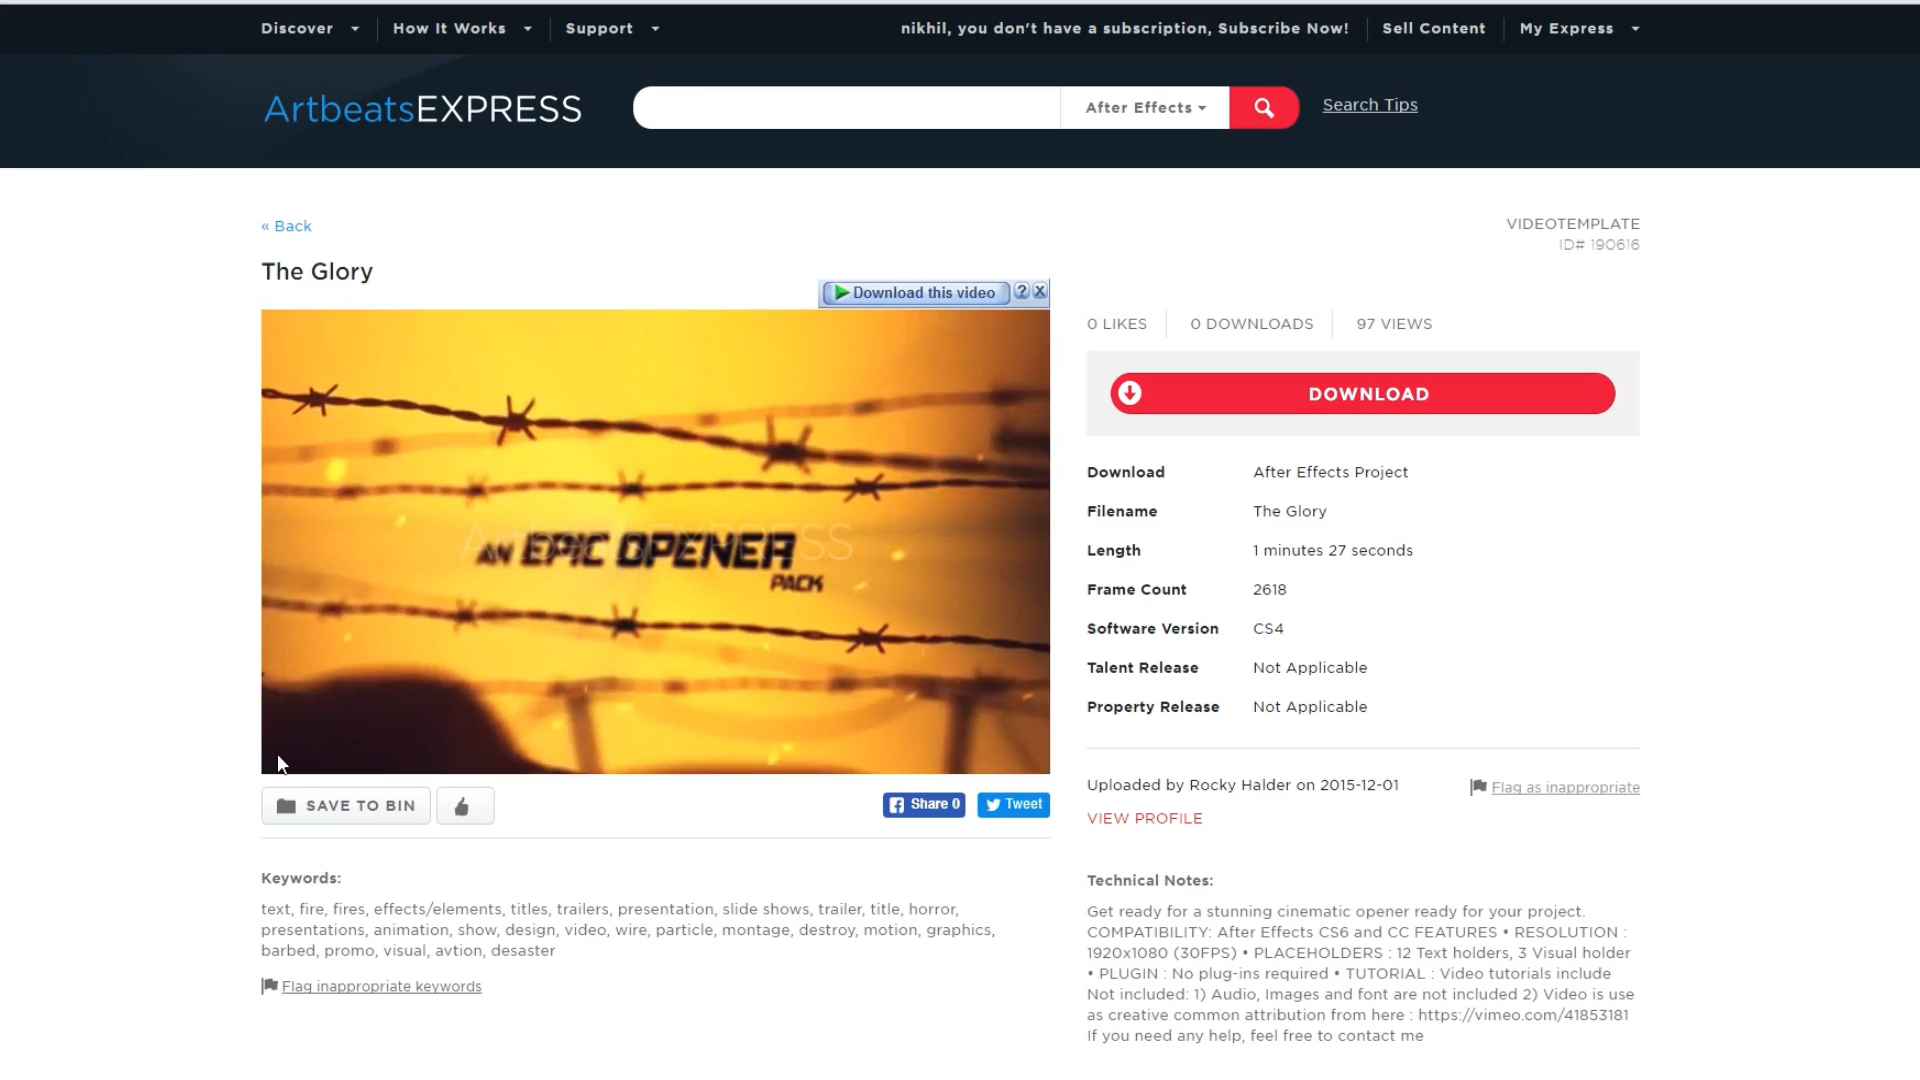 Discover
How It Works
Support
nikhil, you don't have a subscription, Subscribe Now!
Sell Content
My Express
ArtbeatsEXPRESS
After Effects
Search Tips
« Back
VIDEOTEMPLATE
ID# 190616
The Glory
Download this video
?
X
0 LIKES
0 DOWNLOADS
97 VIEWS
DOWNLOAD
AN EPIC OPENER
PACK
ArtbeatsEXPRESS
Download After Effects Project
Filename The Glory
Length 1 minutes 27 seconds
Frame Count 2618
Software Version CS4
Talent Release Not Applicable
Property Release Not Applicable
Uploaded by Rocky Halder on 2015-12-01
Flag as inappropriate
VIEW PROFILE
SAVE TO BIN
Share 0
Tweet
Keywords:
text, fire, fires, effects/elements, titles, trailers, presentation, slide shows, trailer, title, horror,
presentations, animation, show, design, video, wire, particle, montage, destroy, motion, graphics,
barbed, promo, visual, avtion, desaster
Flag inappropriate keywords
Technical Notes:
Get ready for a stunning cinematic opener ready for your project.
COMPATIBILITY: After Effects CS6 and CC FEATURES • RESOLUTION :
1920x1080 (30FPS) • PLACEHOLDERS : 12 Text holders, 3 Visual holder
• PLUGIN : No plug-ins required • TUTORIAL : Video tutorials include
Not included: 1) Audio, Images and font are not included 2) Video is use
as creative common attribution from here : https://vimeo.com/41853181
If you need any help, feel free to contact me